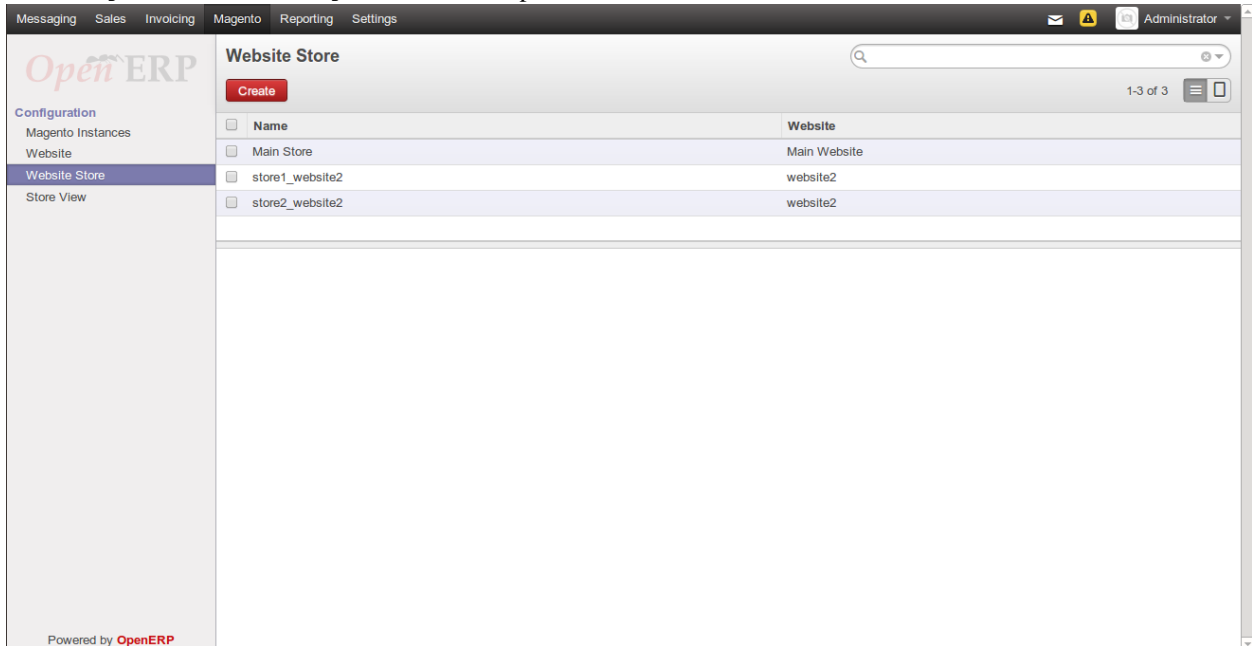 Messaging Sales Invoicing Magento Reporting Settings Administrator
OpenERP
Website Store
Create 1-3 of 3
Configuration
Magento Instances
Website
Website Store
Store View
Name Website
Main Store Main Website
store1_website2 website2
store2_website2 website2
Powered by OpenERP